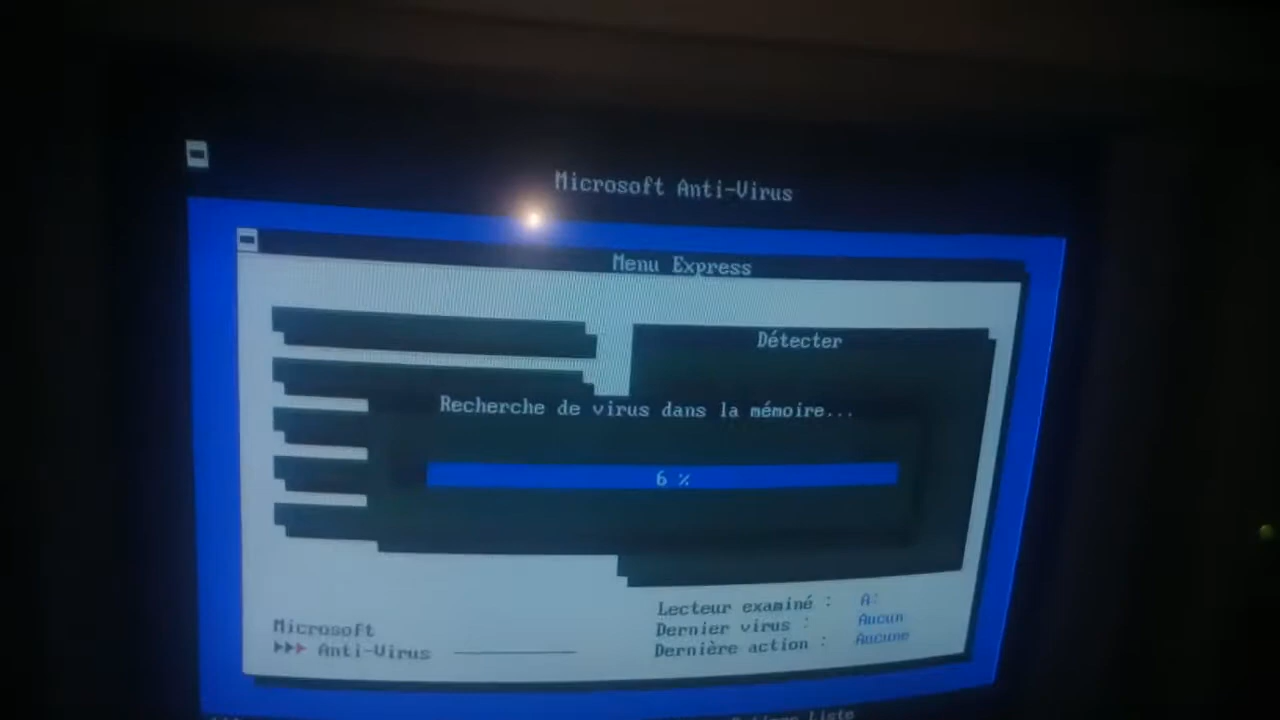 Microsoft Anti-Virus
Menu Express
Détecter
Recherche de virus dans la mémoire...
6 %
Lecteur examiné : A:
Dernier virus : Aucun
Dernière action : Aucune
Microsoft
►►► Anti-Virus
Liste